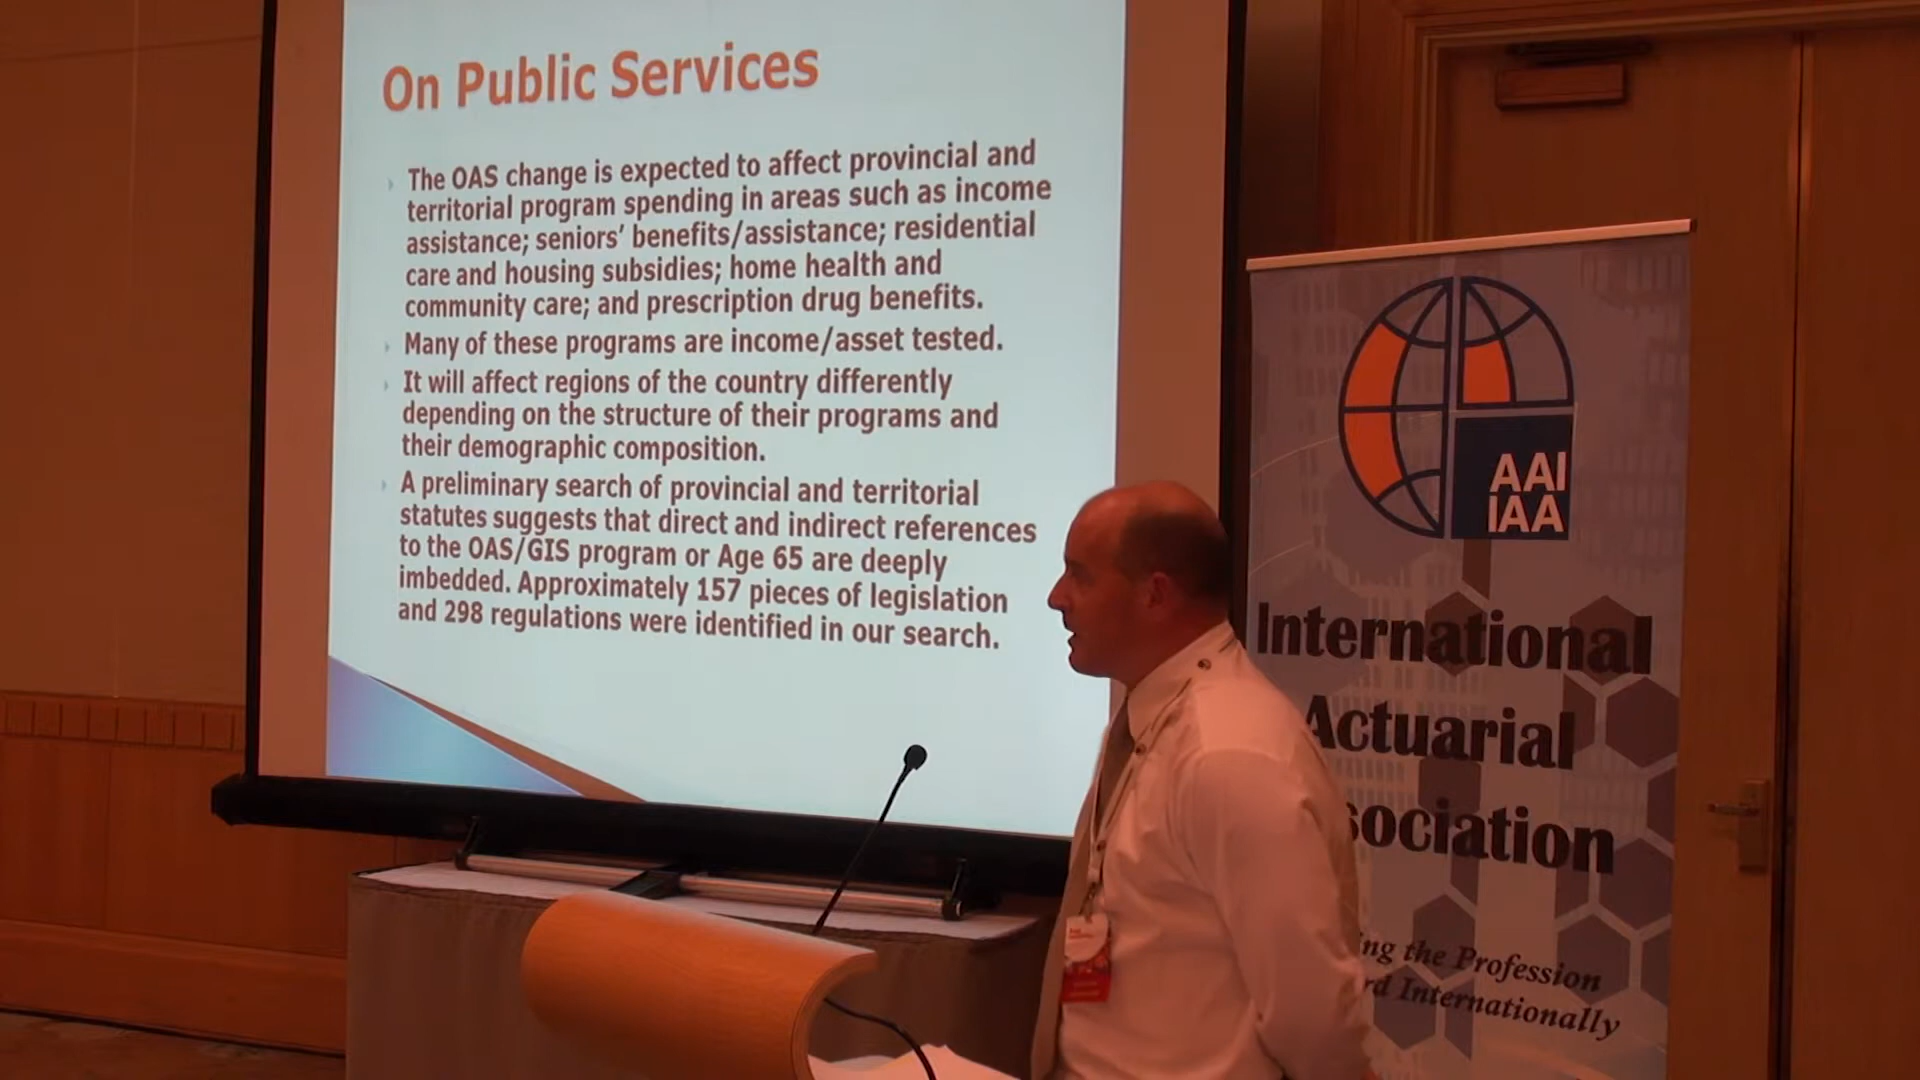 On Public Services
The OAS change is expected to affect provincial and
territorial program spending in areas such as income
assistance; seniors’ benefits/assistance; residential
care and housing subsidies; home health and
community care; and prescription drug benefits.
Many of these programs are income/asset tested.
It will affect regions of the country differently
depending on the structure of their programs and
their demographic composition.
A preliminary search of provincial and territorial
statutes suggests that direct and indirect references
to the OAS/GIS program or Age 65 are deeply
imbedded. Approximately 157 pieces of legislation
and 298 regulations were identified in our search.
AAI
IAA
International
Actuarial
sociation
ing the Profession
rd Internationally